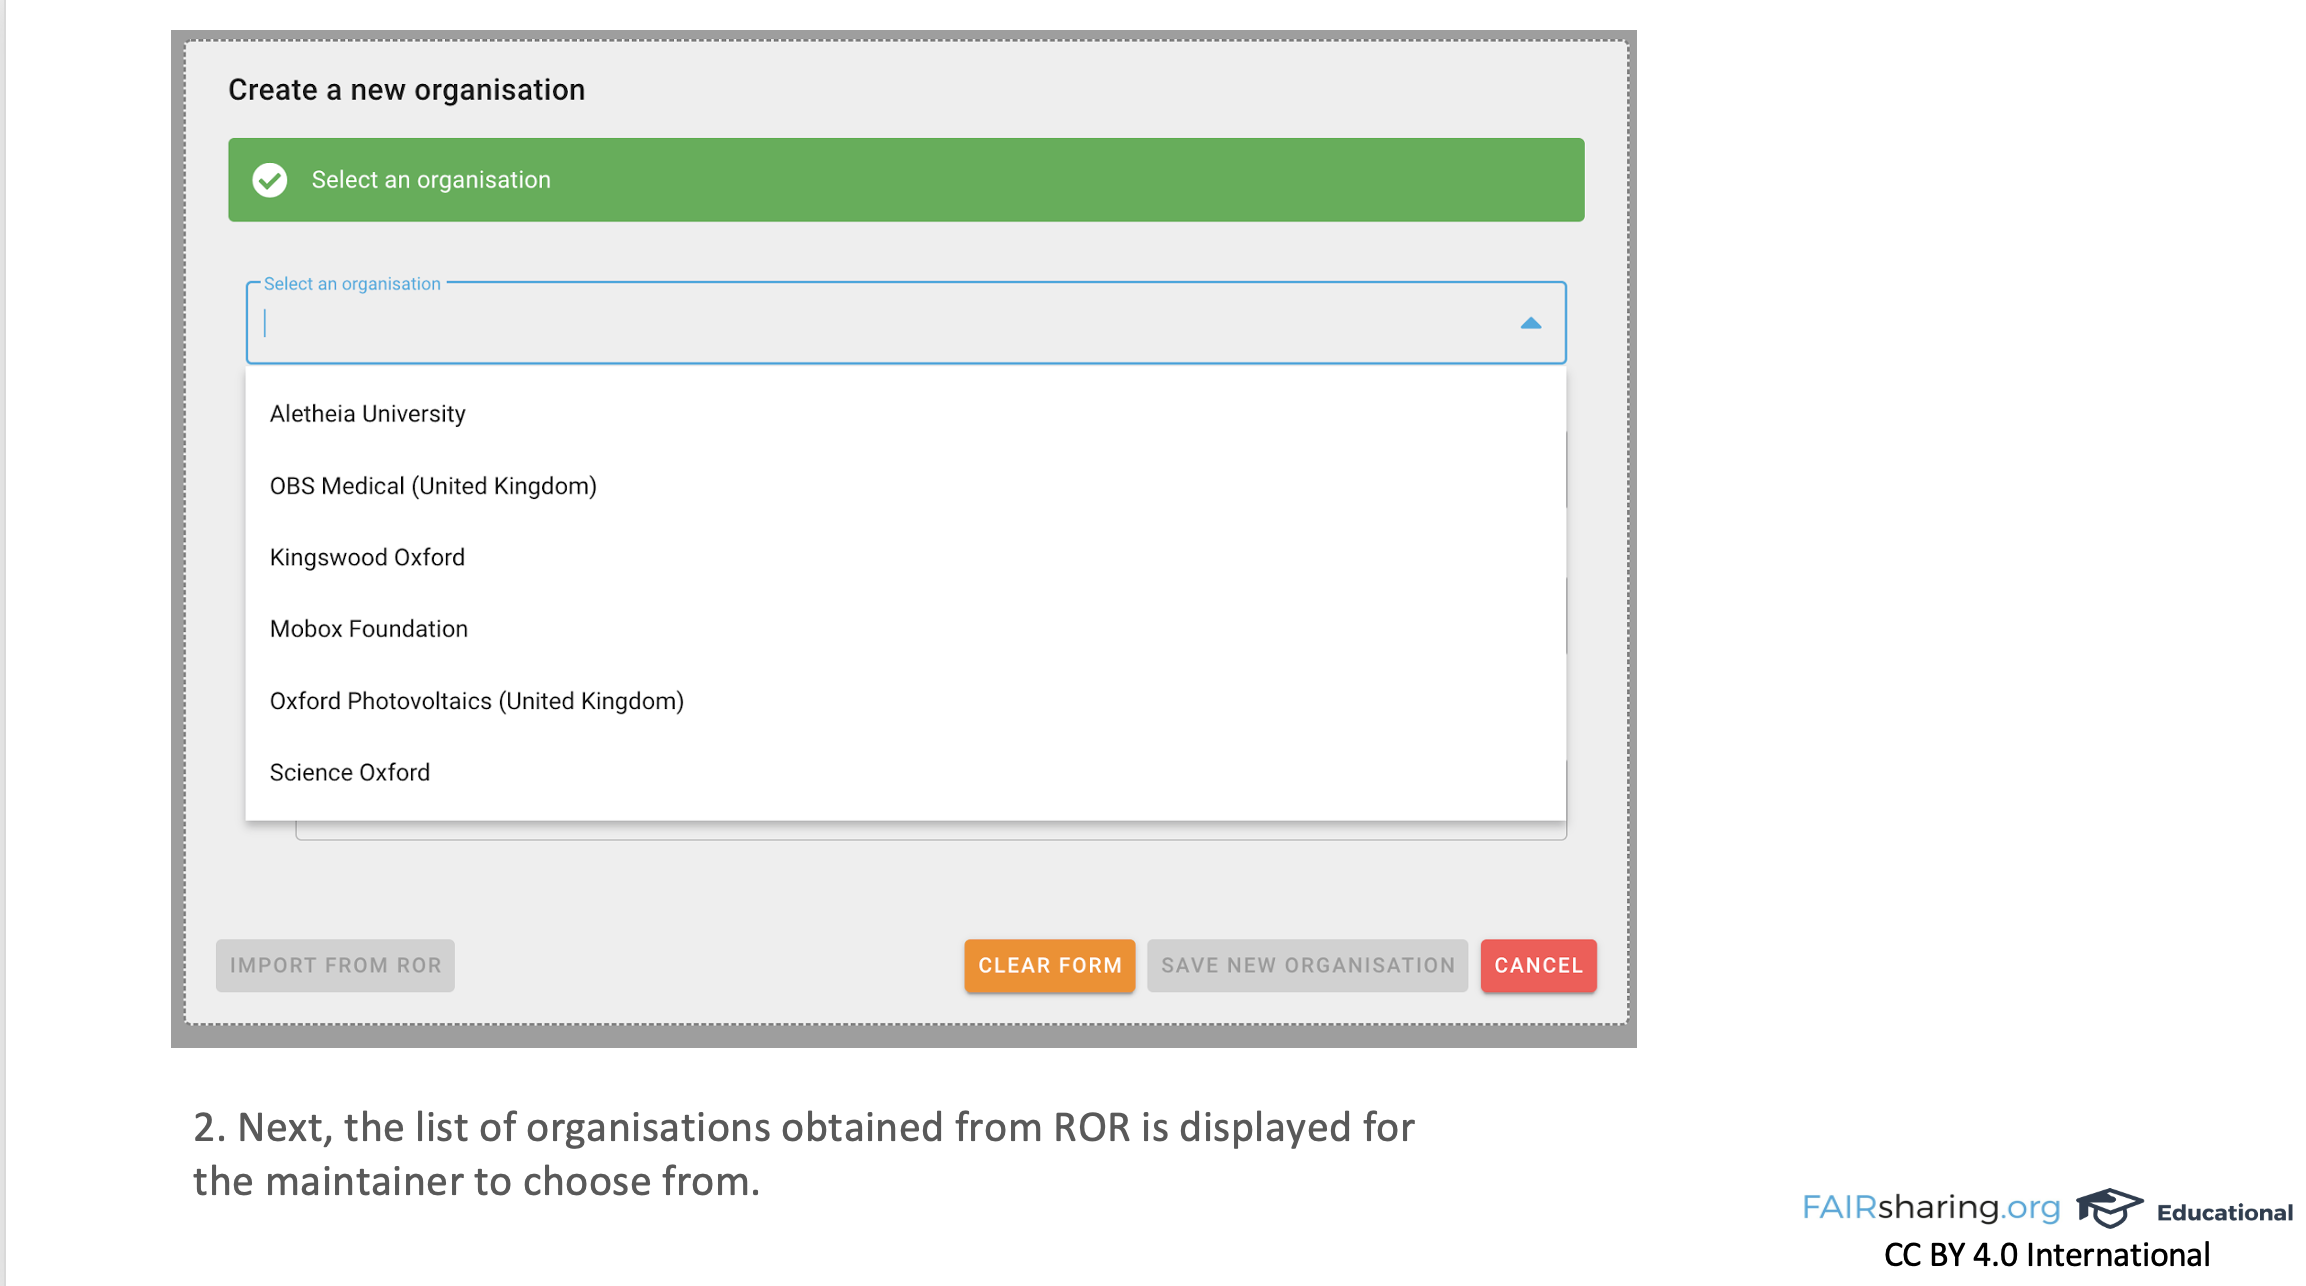 Create a new organisation
Select an organisation
Select an organisation
Aletheia University
OBS Medical (United Kingdom)
Kingswood Oxford
Mobox Foundation
Oxford Photovoltaics (United Kingdom)
Science Oxford
IMPORT FROM ROR
CLEAR FORM
SAVE NEW ORGANISATION
CANCEL
2. Next, the list of organisations obtained from ROR is displayed for
the maintainer to choose from.
FAIRsharing.org Educational
CC BY 4.0 International